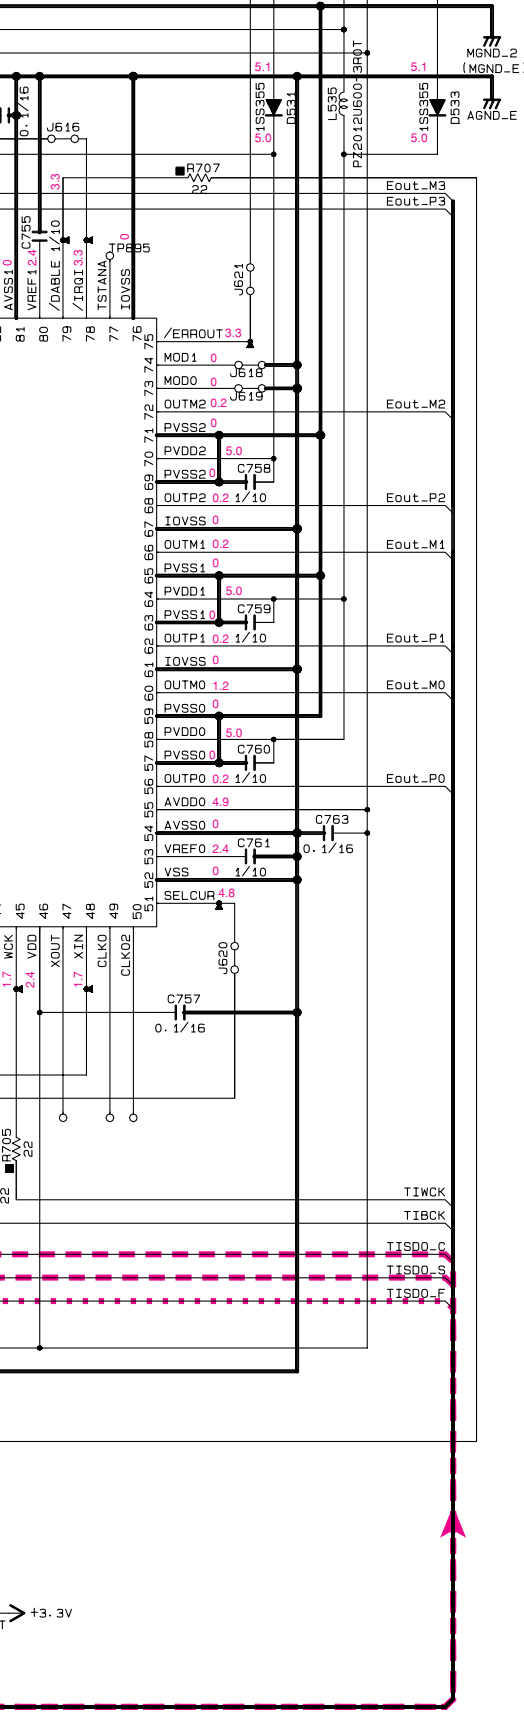 MGND_2
(MGND_E)
5.1
5.1
1SS355
D531
L535
PZ2012U600-3R0T
1SS355
D533
AGND_E
0.1/16
J616
5.0
5.0
R707
22
3.3
Eout_M3
Eout_P3
C755
1/10
TP895
AVSS1 0
VREF1 2.4
/DABLE
/IRQI 3.3
TSTANA
IOVSS 0
J621
81
80
79
78
77
76
75 /ERROUT 3.3
74 MOD1 0
J618
73 MOD0 0
J619
72 OUTM2 0.2 Eout_M2
71 PVSS2 0
70 PVDD2 5.0
69 PVSS2 0 C758
1/10
68 OUTP2 0.2 Eout_P2
67 IOVSS 0
66 OUTM1 0.2 Eout_M1
65 PVSS1 0
64 PVDD1 5.0
63 PVSS1 0 C759
1/10
62 OUTP1 0.2 Eout_P1
61 IOVSS 0
60 OUTM0 1.2 Eout_M0
59 PVSS0 0
58 PVDD0 5.0
57 PVSS0 0 C760
1/10
56 OUTP0 0.2 Eout_P0
55 AVDD0 4.9
54 AVSS0 0 C763
0.1/16
53 VREF0 2.4 C761
1/10
52 VSS 0
51 SELCUR 4.8
45
46
47
48
49
50
WCK 1.7
VDD 2.4
XOUT
XIN 1.7
CLKO
CLKO2
J620
C757
0.1/16
R705
22
22
TIWCK
TIBCK
TISDO_C
TISDO_S
TISDO_F
+3.3V
T